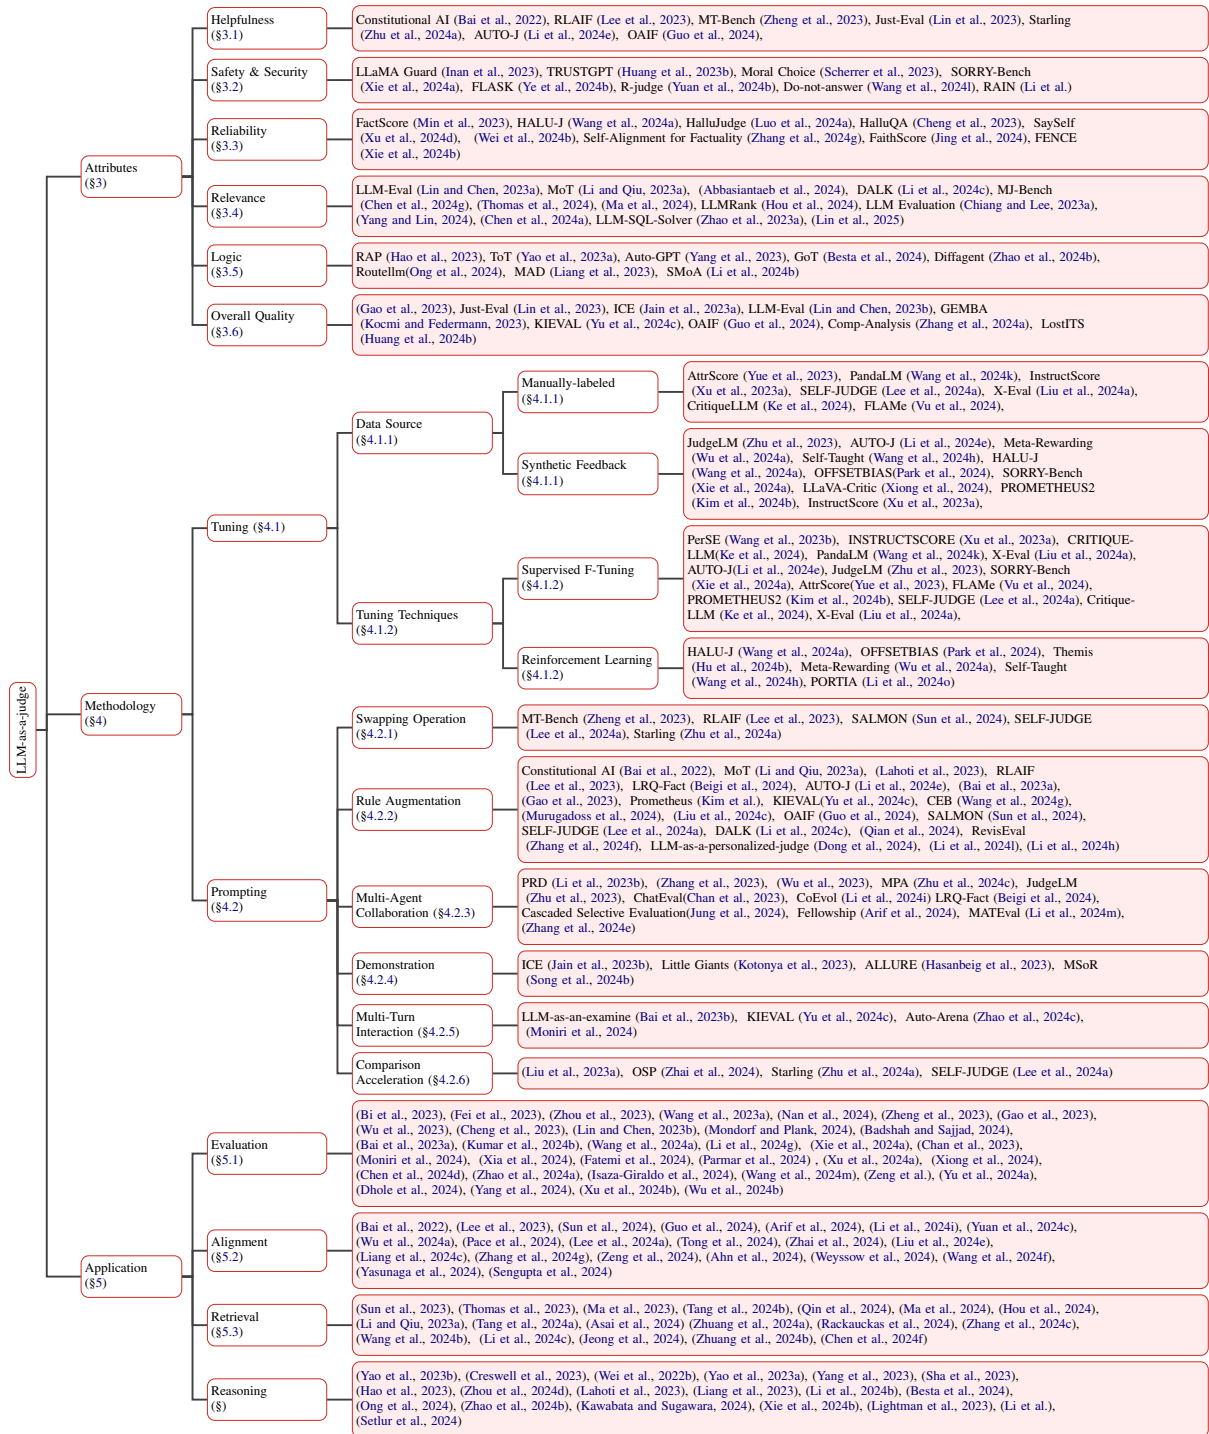 LLM-as-a-judge
Attributes
(§3)
Helpfulness
(§3.1)
Constitutional AI (Bai et al., 2022), RLAIF (Lee et al., 2023), MT-Bench (Zheng et al., 2023), Just-Eval (Lin et al., 2023), Starling
(Zhu et al., 2024a), AUTO-J (Li et al., 2024e), OAIF (Guo et al., 2024),
Safety & Security
(§3.2)
LLaMA Guard (Inan et al., 2023), TRUSTGPT (Huang et al., 2023b), Moral Choice (Scherrer et al., 2023), SORRY-Bench
(Xie et al., 2024a), FLASK (Ye et al., 2024b), R-judge (Yuan et al., 2024b), Do-not-answer (Wang et al., 2024l), RAIN (Li et al.)
Reliability
(§3.3)
FactScore (Min et al., 2023), HALU-J (Wang et al., 2024a), HalluJudge (Luo et al., 2024a), HalluQA (Cheng et al., 2023), SaySelf
(Xu et al., 2024d), (Wei et al., 2024b), Self-Alignment for Factuality (Zhang et al., 2024g), FaithScore (Jing et al., 2024), FENCE
(Xie et al., 2024b)
Relevance
(§3.4)
LLM-Eval (Lin and Chen, 2023a), MoT (Li and Qiu, 2023a), (Abbasiantaeb et al., 2024), DALK (Li et al., 2024c), MJ-Bench
(Chen et al., 2024g), (Thomas et al., 2024), (Ma et al., 2024), LLMRank (Hou et al., 2024), LLM Evaluation (Chiang and Lee, 2023a),
(Yang and Lin, 2024), (Chen et al., 2024a), LLM-SQL-Solver (Zhao et al., 2023a), (Lin et al., 2025)
Logic
(§3.5)
RAP (Hao et al., 2023), ToT (Yao et al., 2023a), Auto-GPT (Yang et al., 2023), GoT (Besta et al., 2024), Diffagent (Zhao et al., 2024b),
Routellm(Ong et al., 2024), MAD (Liang et al., 2023), SMoA (Li et al., 2024b)
Overall Quality
(§3.6)
(Gao et al., 2023), Just-Eval (Lin et al., 2023), ICE (Jain et al., 2023a), LLM-Eval (Lin and Chen, 2023b), GEMBA
(Kocmi and Federmann, 2023), KIEVAL (Yu et al., 2024c), OAIF (Guo et al., 2024), Comp-Analysis (Zhang et al., 2024a), LostITS
(Huang et al., 2024b)
Methodology
(§4)
Tuning (§4.1)
Data Source
(§4.1.1)
Manually-labeled
(§4.1.1)
AttrScore (Yue et al., 2023), PandaLM (Wang et al., 2024k), InstructScore
(Xu et al., 2023a), SELF-JUDGE (Lee et al., 2024a), X-Eval (Liu et al., 2024a),
CritiqueLLM (Ke et al., 2024), FLAMe (Vu et al., 2024),
Synthetic Feedback
(§4.1.1)
JudgeLM (Zhu et al., 2023), AUTO-J (Li et al., 2024e), Meta-Rewarding
(Wu et al., 2024a), Self-Taught (Wang et al., 2024h), HALU-J
(Wang et al., 2024a), OFFSETBIAS(Park et al., 2024), SORRY-Bench
(Xie et al., 2024a), LLaVA-Critic (Xiong et al., 2024), PROMETHEUS2
(Kim et al., 2024b), InstructScore (Xu et al., 2023a),
Tuning Techniques
(§4.1.2)
Supervised F-Tuning
(§4.1.2)
PerSE (Wang et al., 2023b), INSTRUCTSCORE (Xu et al., 2023a), CRITIQUE-
LLM(Ke et al., 2024), PandaLM (Wang et al., 2024k), X-Eval (Liu et al., 2024a),
AUTO-J(Li et al., 2024e), JudgeLM (Zhu et al., 2023), SORRY-Bench
(Xie et al., 2024a), AttrScore(Yue et al., 2023), FLAMe (Vu et al., 2024),
PROMETHEUS2 (Kim et al., 2024b), SELF-JUDGE (Lee et al., 2024a), Critique-
LLM (Ke et al., 2024), X-Eval (Liu et al., 2024a),
Reinforcement Learning
(§4.1.2)
HALU-J (Wang et al., 2024a), OFFSETBIAS (Park et al., 2024), Themis
(Hu et al., 2024b), Meta-Rewarding (Wu et al., 2024a), Self-Taught
(Wang et al., 2024h), PORTIA (Li et al., 2024o)
Prompting
(§4.2)
Swapping Operation
(§4.2.1)
MT-Bench (Zheng et al., 2023), RLAIF (Lee et al., 2023), SALMON (Sun et al., 2024), SELF-JUDGE
(Lee et al., 2024a), Starling (Zhu et al., 2024a)
Rule Augmentation
(§4.2.2)
Constitutional AI (Bai et al., 2022), MoT (Li and Qiu, 2023a), (Lahoti et al., 2023), RLAIF
(Lee et al., 2023), LRQ-Fact (Beigi et al., 2024), AUTO-J (Li et al., 2024e), (Bai et al., 2023a),
(Gao et al., 2023), Prometheus (Kim et al.), KIEVAL(Yu et al., 2024c), CEB (Wang et al., 2024g),
(Murugadoss et al., 2024), (Liu et al., 2024c), OAIF (Guo et al., 2024), SALMON (Sun et al., 2024),
SELF-JUDGE (Lee et al., 2024a), DALK (Li et al., 2024c), (Qian et al., 2024), RevisEval
(Zhang et al., 2024f), LLM-as-a-personalized-judge (Dong et al., 2024), (Li et al., 2024l), (Li et al., 2024h)
Multi-Agent
Collaboration (§4.2.3)
PRD (Li et al., 2023b), (Zhang et al., 2023), (Wu et al., 2023), MPA (Zhu et al., 2024c), JudgeLM
(Zhu et al., 2023), ChatEval(Chan et al., 2023), CoEvol (Li et al., 2024i) LRQ-Fact (Beigi et al., 2024),
Cascaded Selective Evaluation(Jung et al., 2024), Fellowship (Arif et al., 2024), MATEval (Li et al., 2024m),
(Zhang et al., 2024e)
Demonstration
(§4.2.4)
ICE (Jain et al., 2023b), Little Giants (Kotonya et al., 2023), ALLURE (Hasanbeig et al., 2023), MSoR
(Song et al., 2024b)
Multi-Turn
Interaction (§4.2.5)
LLM-as-an-examine (Bai et al., 2023b), KIEVAL (Yu et al., 2024c), Auto-Arena (Zhao et al., 2024c),
(Moniri et al., 2024)
Comparison
Acceleration (§4.2.6)
(Liu et al., 2023a), OSP (Zhai et al., 2024), Starling (Zhu et al., 2024a), SELF-JUDGE (Lee et al., 2024a)
Application
(§5)
Evaluation
(§5.1)
(Bi et al., 2023), (Fei et al., 2023), (Zhou et al., 2023), (Wang et al., 2023a), (Nan et al., 2024), (Zheng et al., 2023), (Gao et al., 2023),
(Wu et al., 2023), (Cheng et al., 2023), (Lin and Chen, 2023b), (Mondorf and Plank, 2024), (Badshah and Sajjad, 2024),
(Bai et al., 2023a), (Kumar et al., 2024b), (Wang et al., 2024a), (Li et al., 2024g), (Xie et al., 2024a), (Chan et al., 2023),
(Moniri et al., 2024), (Xia et al., 2024), (Fatemi et al., 2024), (Parmar et al., 2024) , (Xu et al., 2024a), (Xiong et al., 2024),
(Chen et al., 2024d), (Zhao et al., 2024a), (Isaza-Giraldo et al., 2024), (Wang et al., 2024m), (Zeng et al.), (Yu et al., 2024a),
(Dhole et al., 2024), (Yang et al., 2024), (Xu et al., 2024b), (Wu et al., 2024b)
Alignment
(§5.2)
(Bai et al., 2022), (Lee et al., 2023), (Sun et al., 2024), (Guo et al., 2024), (Arif et al., 2024), (Li et al., 2024i), (Yuan et al., 2024c),
(Wu et al., 2024a), (Pace et al., 2024), (Lee et al., 2024a), (Tong et al., 2024), (Zhai et al., 2024), (Liu et al., 2024e),
(Liang et al., 2024c), (Zhang et al., 2024g), (Zeng et al., 2024), (Ahn et al., 2024), (Weyssow et al., 2024), (Wang et al., 2024f),
(Yasunaga et al., 2024), (Sengupta et al., 2024)
Retrieval
(§5.3)
(Sun et al., 2023), (Thomas et al., 2023), (Ma et al., 2023), (Tang et al., 2024b), (Qin et al., 2024), (Ma et al., 2024), (Hou et al., 2024),
(Li and Qiu, 2023a), (Tang et al., 2024a), (Asai et al., 2024) (Zhuang et al., 2024a), (Rackauckas et al., 2024), (Zhang et al., 2024c),
(Wang et al., 2024b), (Li et al., 2024c), (Jeong et al., 2024), (Zhuang et al., 2024b), (Chen et al., 2024f)
Reasoning
(§)
(Yao et al., 2023b), (Creswell et al., 2023), (Wei et al., 2022b), (Yao et al., 2023a), (Yang et al., 2023), (Sha et al., 2023),
(Hao et al., 2023), (Zhou et al., 2024d), (Lahoti et al., 2023), (Liang et al., 2023), (Li et al., 2024b), (Besta et al., 2024),
(Ong et al., 2024), (Zhao et al., 2024b), (Kawabata and Sugawara, 2024), (Xie et al., 2024b), (Lightman et al., 2023), (Li et al.),
(Setlur et al., 2024)